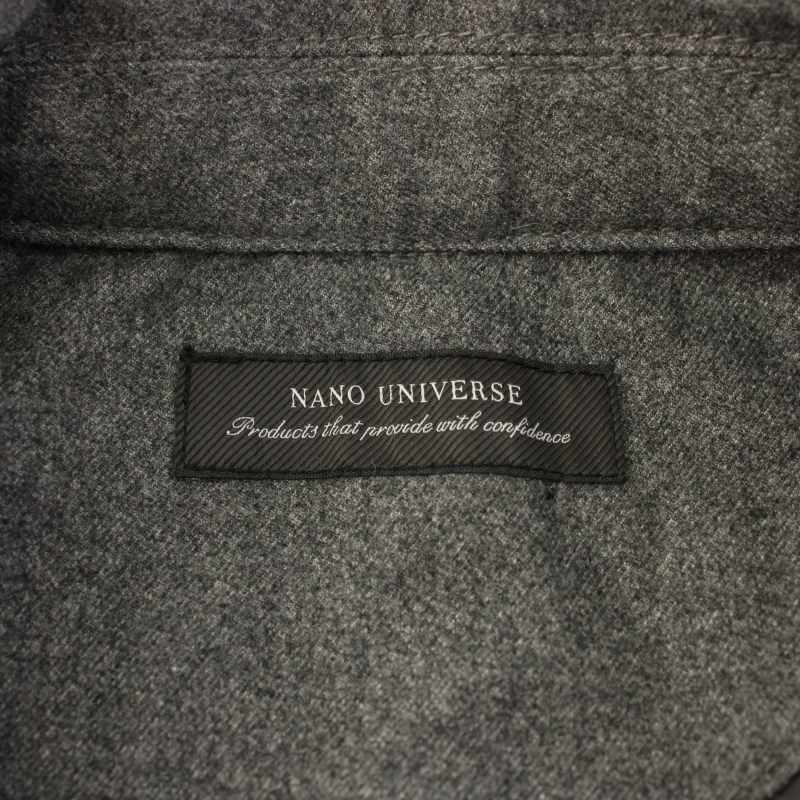 NANO UNIVERSE
Products that provide with confidence